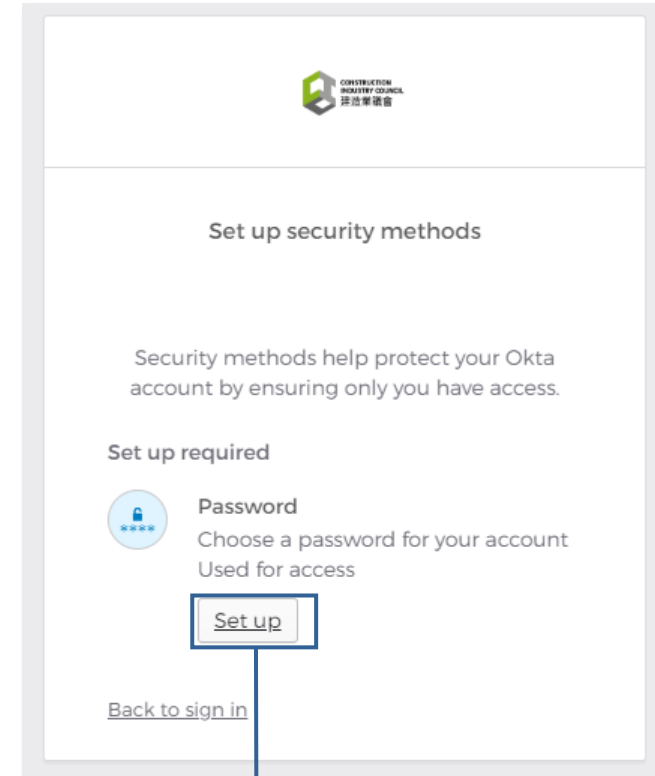 CONSTRUCTION
INDUSTRY COUNCIL
建造業議會
Set up security methods
Security methods help protect your Okta
account by ensuring only you have access.
Set up required
Password
Choose a password for your account
Used for access
Set up
Back to sign in